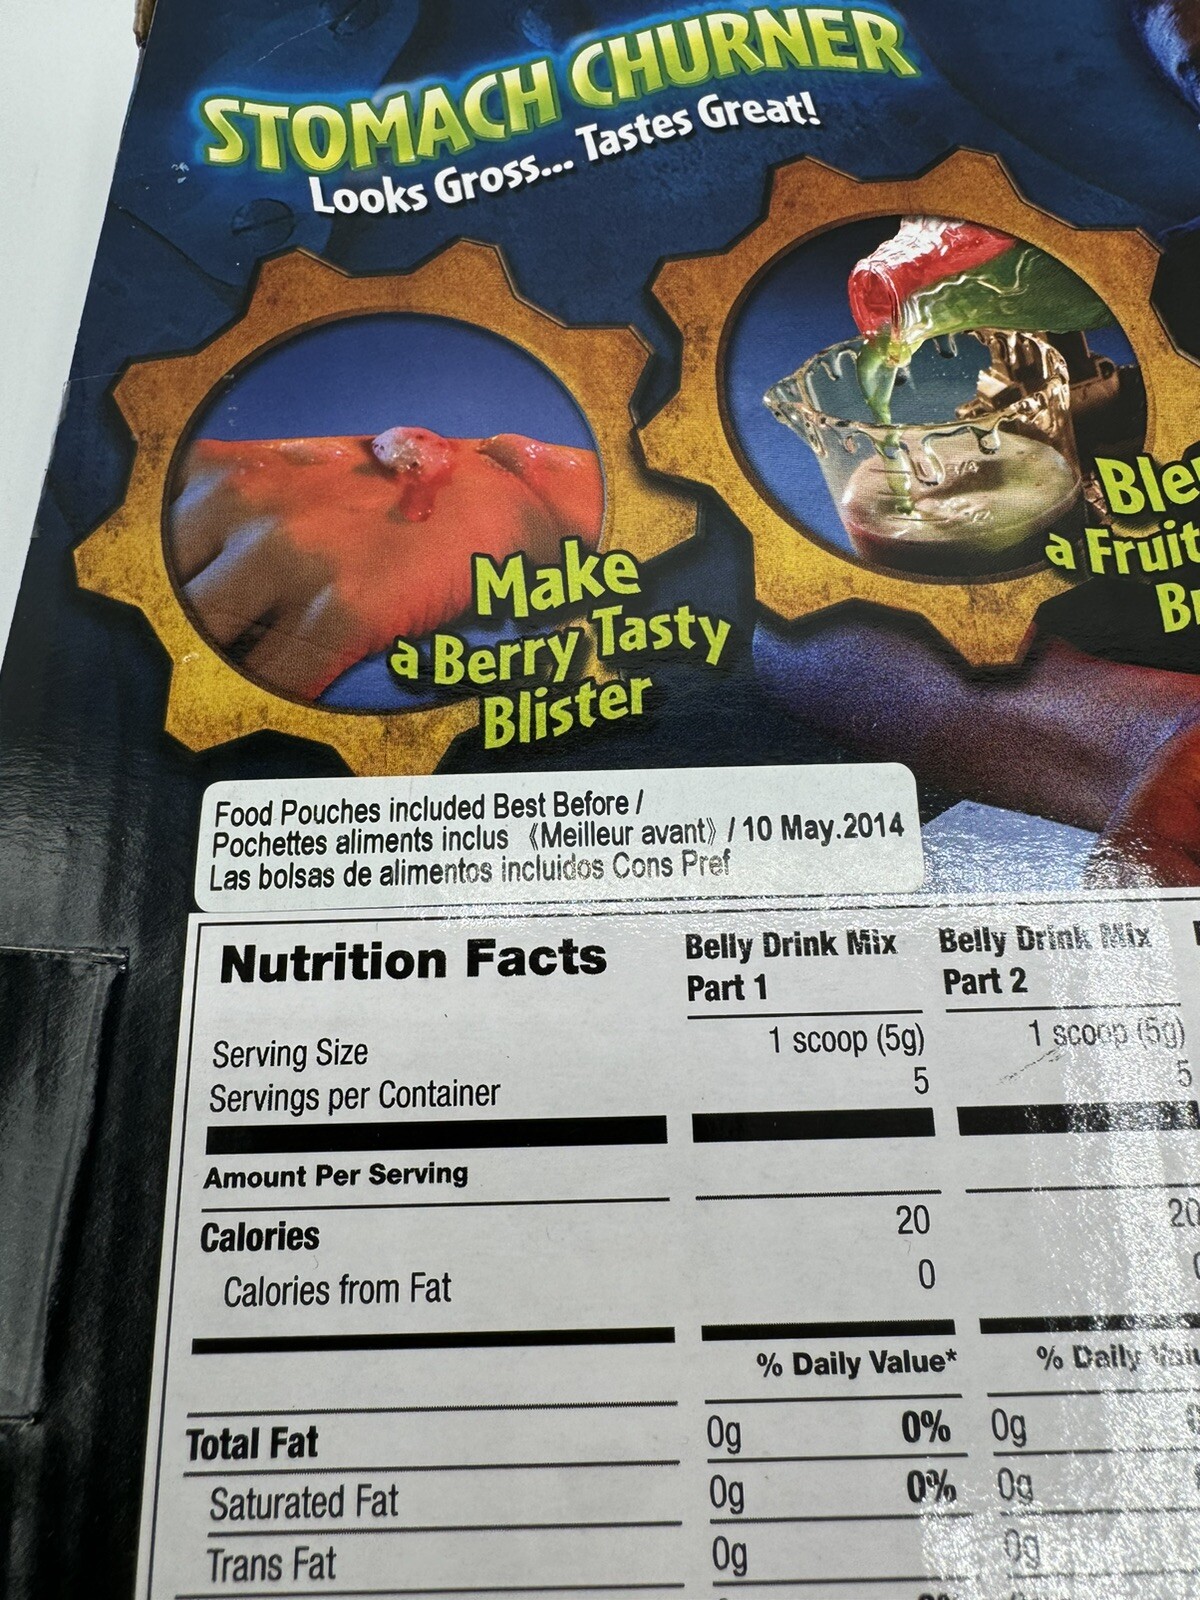 STOMACH CHURNER
Looks Gross... Tastes Great!
Make
a Berry Tasty
Blister
a
Food Pouches included Best Before /
Pochettes aliments inclus 《Meilleur avant》 / 10 May.2014
Las bolsas de alimentos incluidos Cons Pref
Nutrition Facts
Belly Drink Mix Part 1
Belly Drink Mix Part 2
Serving Size 1 scoop (5g) 1 scoop (5g)
Servings per Container 5 5
Amount Per Serving
Calories 20 20
Calories from Fat 0
% Daily Value* % Daily
Total Fat 0g 0% 0g
Saturated Fat 0g 0% 0g
Trans Fat 0g 0g